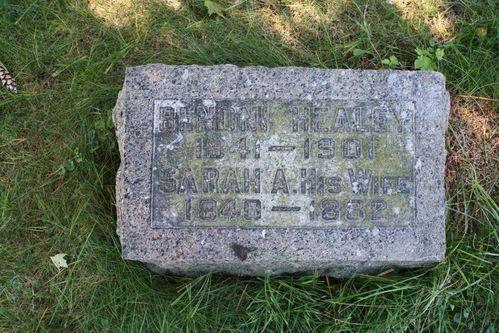 BENONI HEALEY
1841 – 1901
SARAH A. HIS WIFE
1840 – 1882